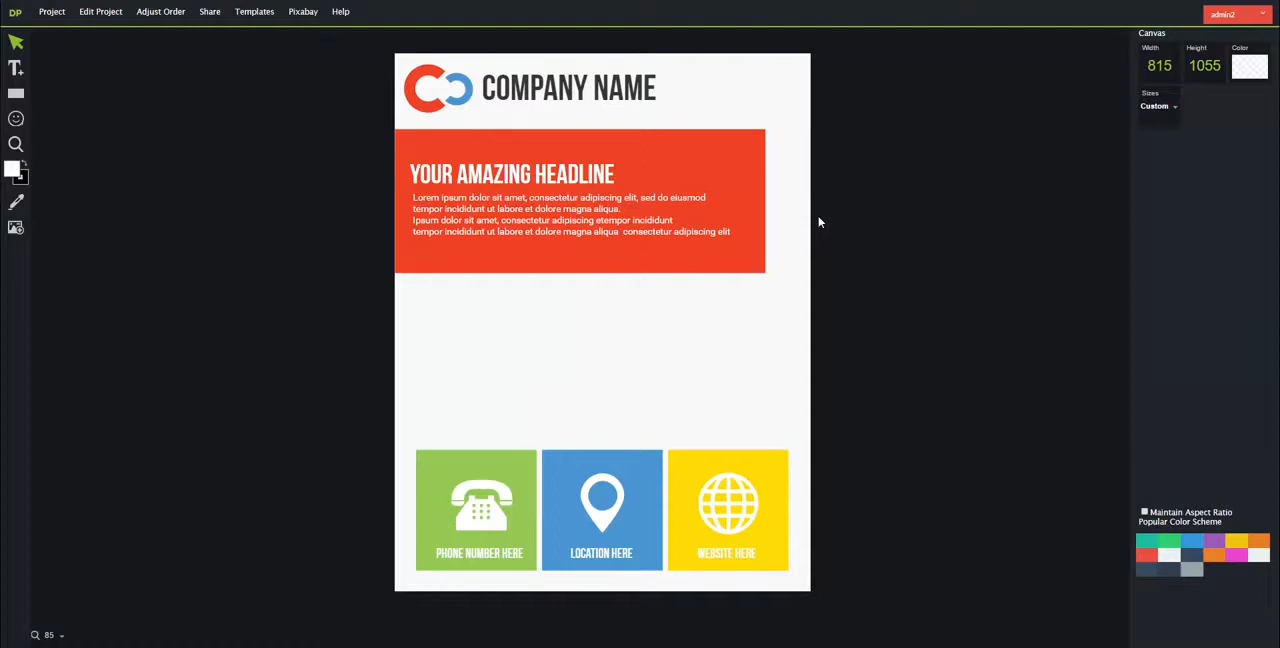 DP Project Edit Project Adjust Order Share Templates Pixabay Help admin2
Canvas
Width Height Color
815 1055
Sizes
Custom
COMPANY NAME
YOUR AMAZING HEADLINE
Lorem ipsum dolor sit amet, consectetur adipiscing elit, sed do eiusmod
tempor incididunt ut labore et dolore magna aliqua.
Ipsum dolor sit amet, consectetur adipiscing etempor incididunt
tempor incididunt ut labore et dolore magna aliqua  consectetur adipiscing elit
PHONE NUMBER HERE
LOCATION HERE
WEBSITE HERE
Maintain Aspect Ratio
Popular Color Scheme
85